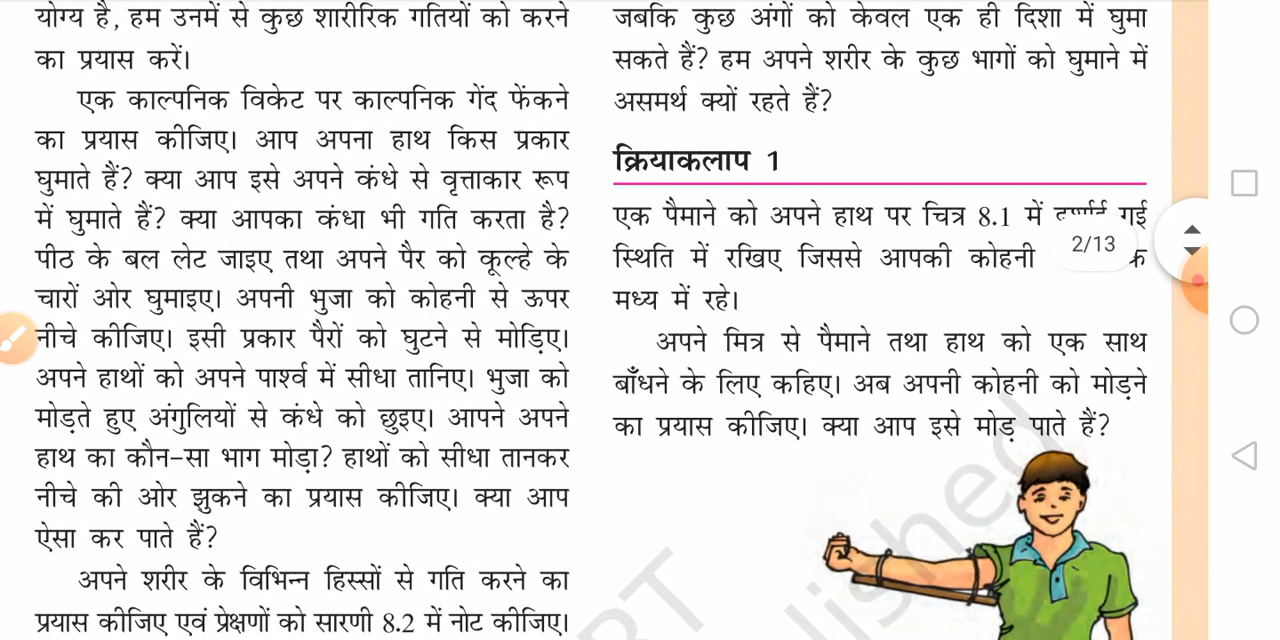 योग्य है, हम उनमें से कुछ शारीरिक गतियों को करने
का प्रयास करें।
एक काल्पनिक विकेट पर काल्पनिक गेंद फेंकने
का प्रयास कीजिए। आप अपना हाथ किस प्रकार
घुमाते हैं? क्या आप इसे अपने कंधे से वृत्ताकार रूप
में घुमाते हैं? क्या आपका कंधा भी गति करता है?
पीठ के बल लेट जाइए तथा अपने पैर को कूल्हे के
चारों ओर घुमाइए। अपनी भुजा को कोहनी से ऊपर
नीचे कीजिए। इसी प्रकार पैरों को घुटने से मोड़िए।
अपने हाथों को अपने पार्श्व में सीधा तानिए। भुजा को
मोड़ते हुए अंगुलियों से कंधे को छुइए। आपने अपने
हाथ का कौन-सा भाग मोड़ा? हाथों को सीधा तानकर
नीचे की ओर झुकने का प्रयास कीजिए। क्या आप
ऐसा कर पाते हैं?
अपने शरीर के विभिन्न हिस्सों से गति करने का
प्रयास कीजिए एवं प्रेक्षणों को सारणी 8.2 में नोट कीजिए।
जबकि कुछ अंगों को केवल एक ही दिशा में घुमा
सकते हैं? हम अपने शरीर के कुछ भागों को घुमाने में
असमर्थ क्यों रहते हैं?
क्रियाकलाप 1
एक पैमाने को अपने हाथ पर चित्र 8.1 में गई
स्थिति में रखिए जिससे आपकी कोहनी
मध्य में रहे।
अपने मित्र से पैमाने तथा हाथ को एक साथ
बाँधने के लिए कहिए। अब अपनी कोहनी को मोड़ने
का प्रयास कीजिए। क्या आप इसे मोड़ पाते हैं?
2/13